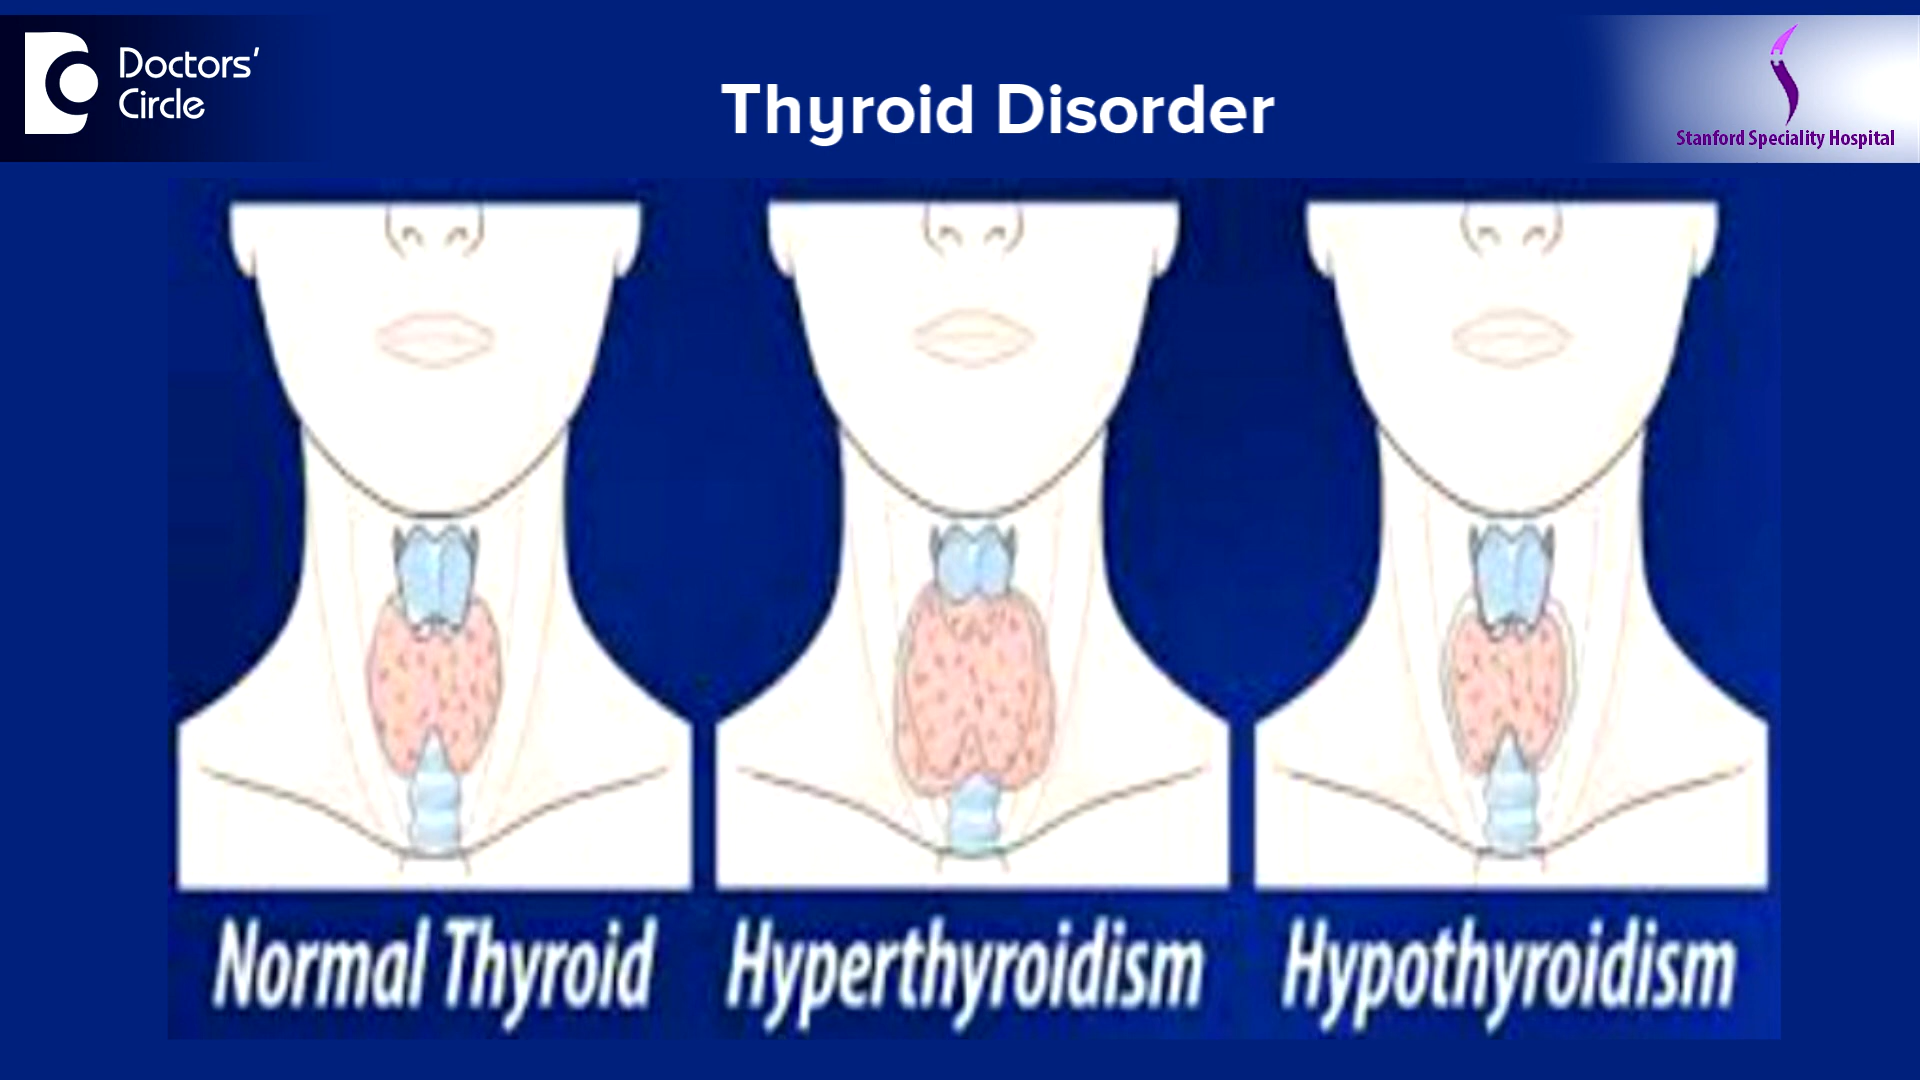 Doctors'
Circle
Thyroid Disorder
Stanford Speciality Hospital
Normal Thyroid
Hyperthyroidism
Hypothyroidism